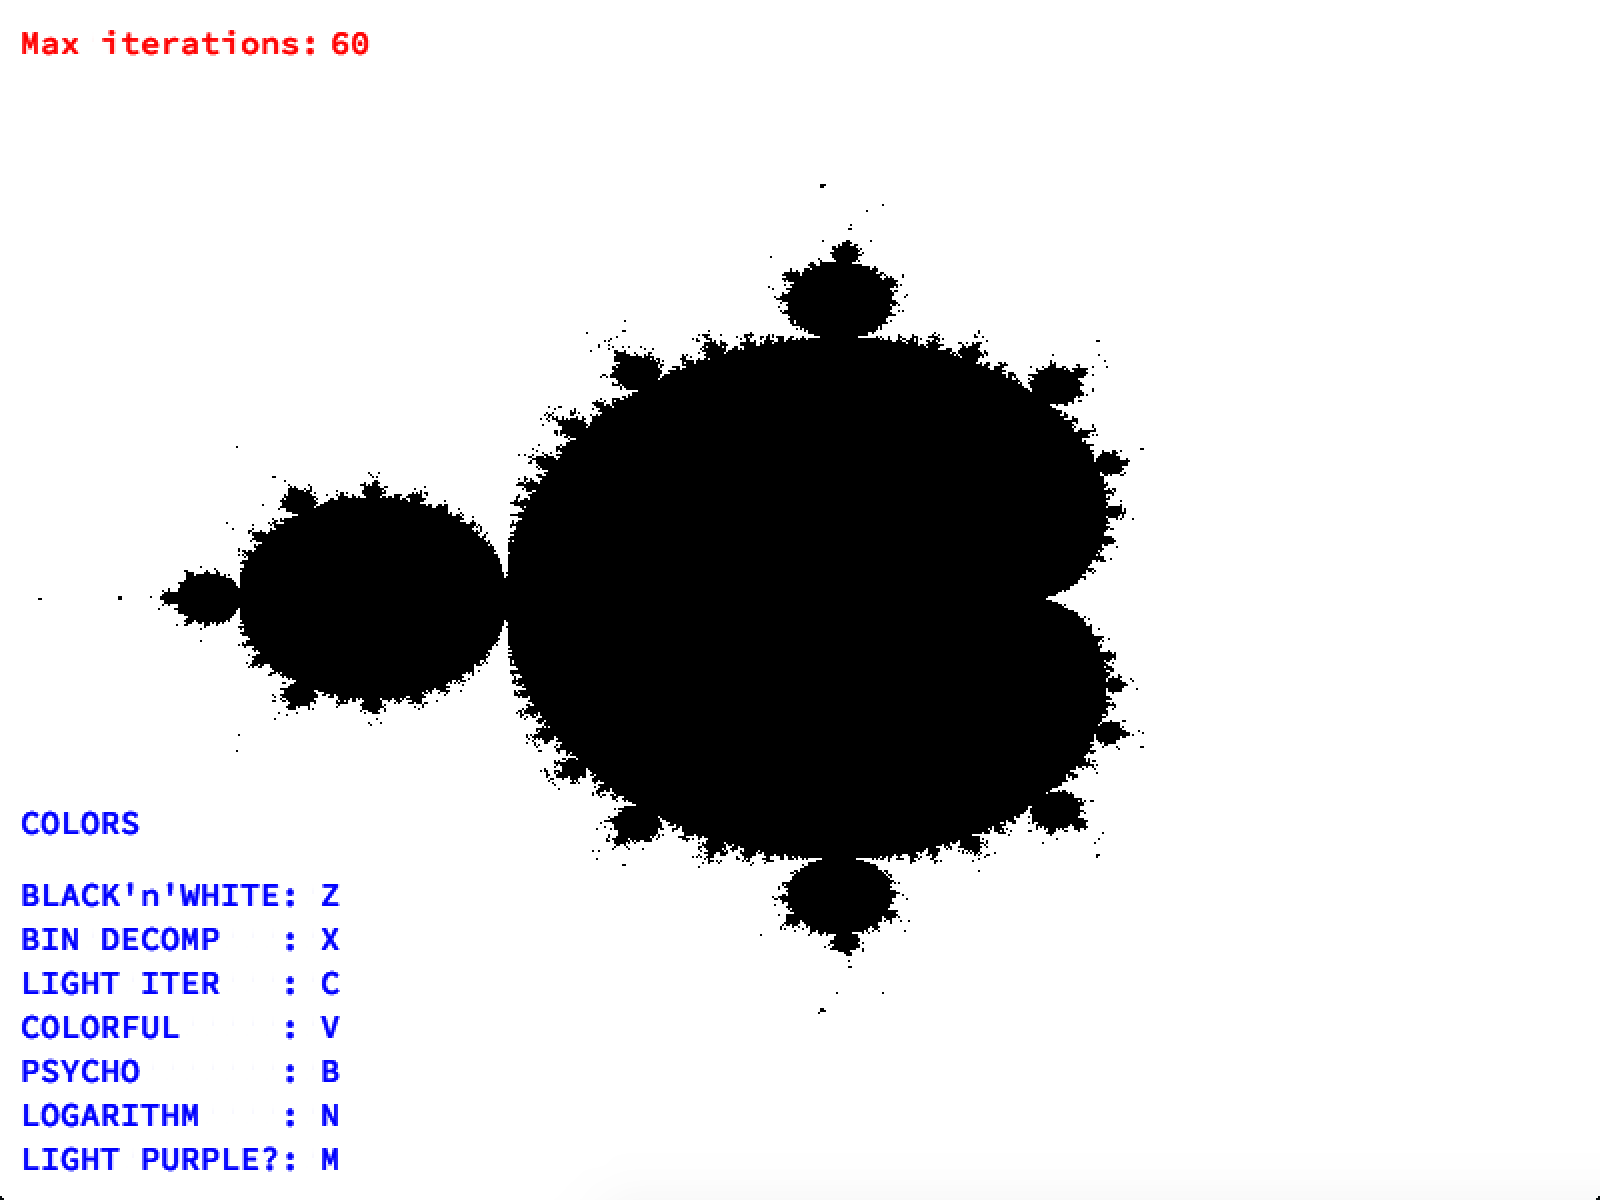 Max iterations: 60
COLORS
BLACK'n'WHITE: Z
BIN DECOMP   : X
LIGHT ITER   : C
COLORFUL     : V
PSYCHO       : B
LOGARITHM    : N
LIGHT PURPLE?: M